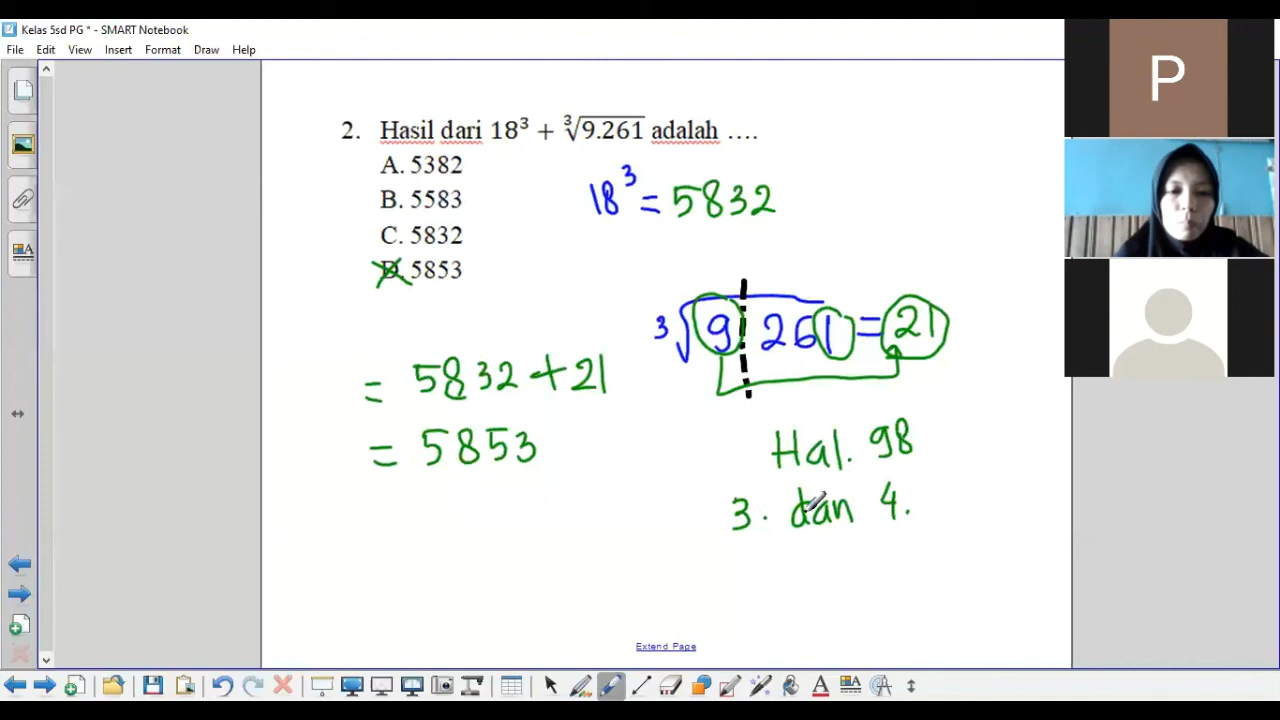 Kelas 5sd PG * - SMART Notebook
File Edit View Insert Format Draw Help
2. Hasil dari 18³ + ∛9.261 adalah ....
A. 5382
B. 5583
C. 5832
D. 5853
18³ = 5832
∛9 261 = 21
= 5832 + 21
= 5853
Hal. 98
3. dan 4.
Extend Page
P